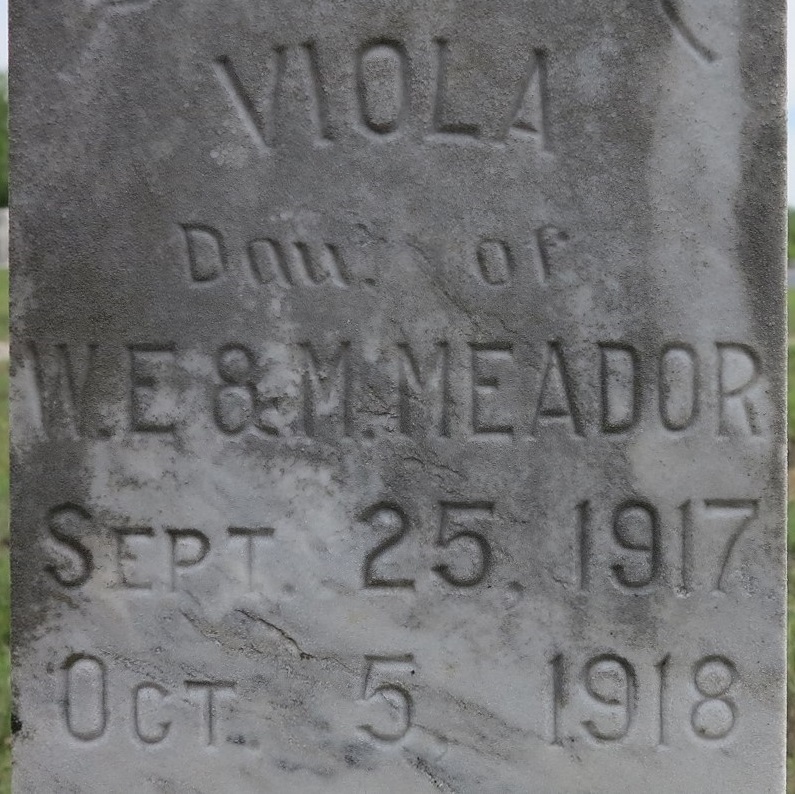 VIOLA
Dau. of
W.E & M. MEADOR
SEPT. 25, 1917
OCT. 5, 1918